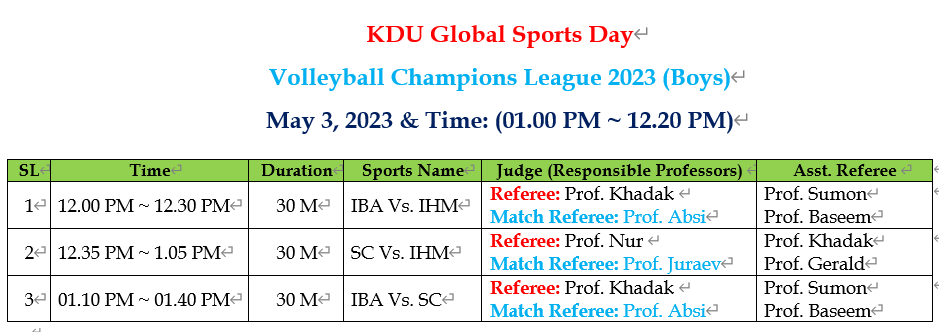 KDU Global Sports Day
Volleyball Champions League 2023 (Boys)
May 3, 2023 & Time: (01.00 PM ~ 12.20 PM)
SL Time Duration Sports Name Judge (Responsible Professors) Asst. Referee
1 12.00 PM ~ 12.30 PM 30 M IBA Vs. IHM Referee: Prof. Khadak Prof. Sumon
Match Referee: Prof. Absi Prof. Baseem
2 12.35 PM ~ 1.05 PM 30 M SC Vs. IHM Referee: Prof. Nur Prof. Khadak
Match Referee: Prof. Juraev Prof. Gerald
3 01.10 PM ~ 01.40 PM 30 M IBA Vs. SC Referee: Prof. Khadak Prof. Sumon
Match Referee: Prof. Absi Prof. Basem